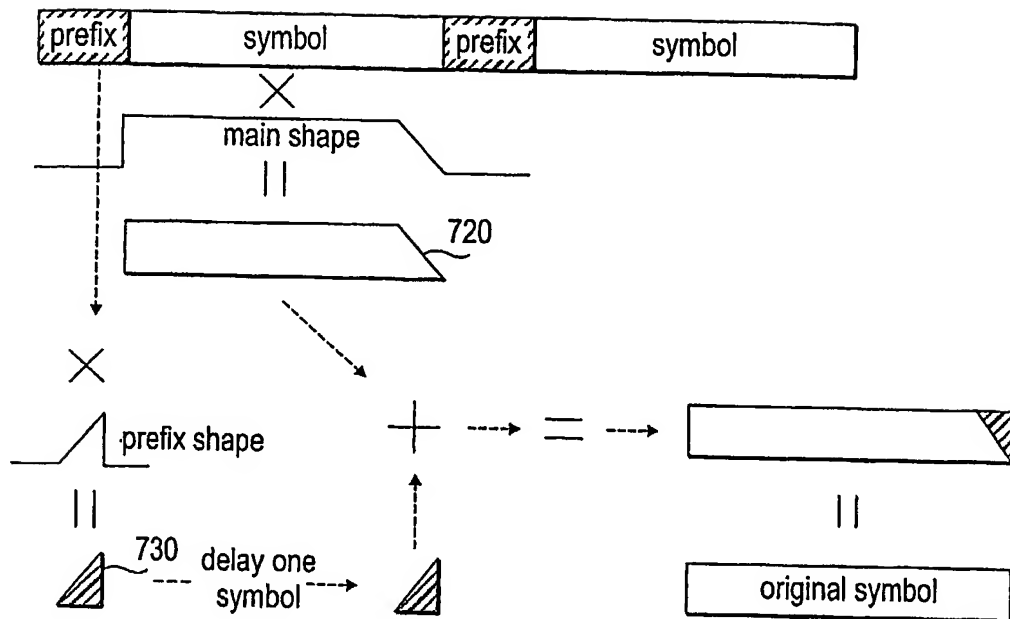 prefix symbol prefix symbol
main shape
720
prefix shape
730
delay one
symbol
original symbol